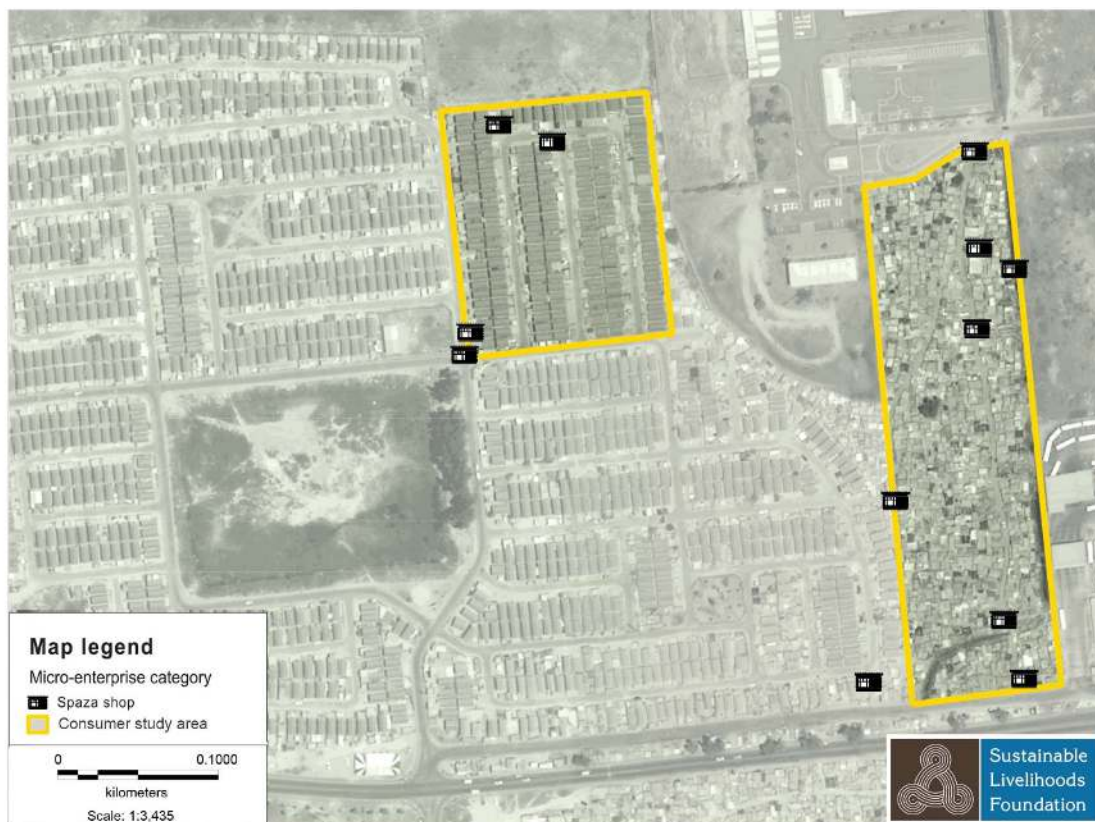 Map legend
Micro-enterprise category
Spaza shop
Consumer study area
0 0.1000
kilometers
Scale: 1:3,435
Sustainable
Livelihoods
Foundation